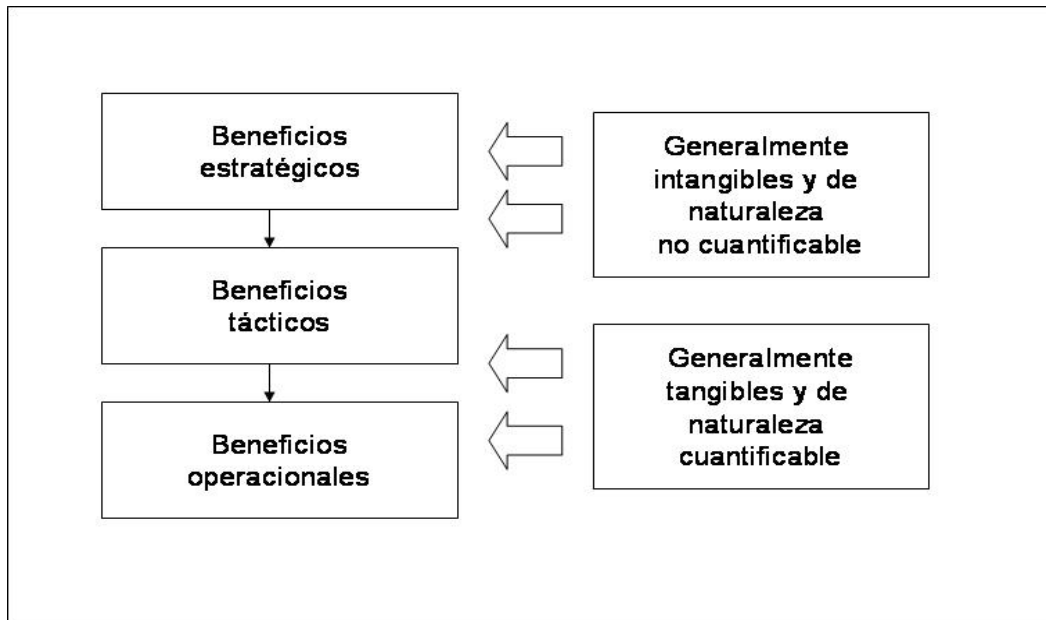 Beneficios
estratégicos
Generalmente
intangibles y de
naturaleza
no cuantificable
Beneficios
tácticos
Generalmente
tangibles y de
naturaleza
cuantificable
Beneficios
operacionales